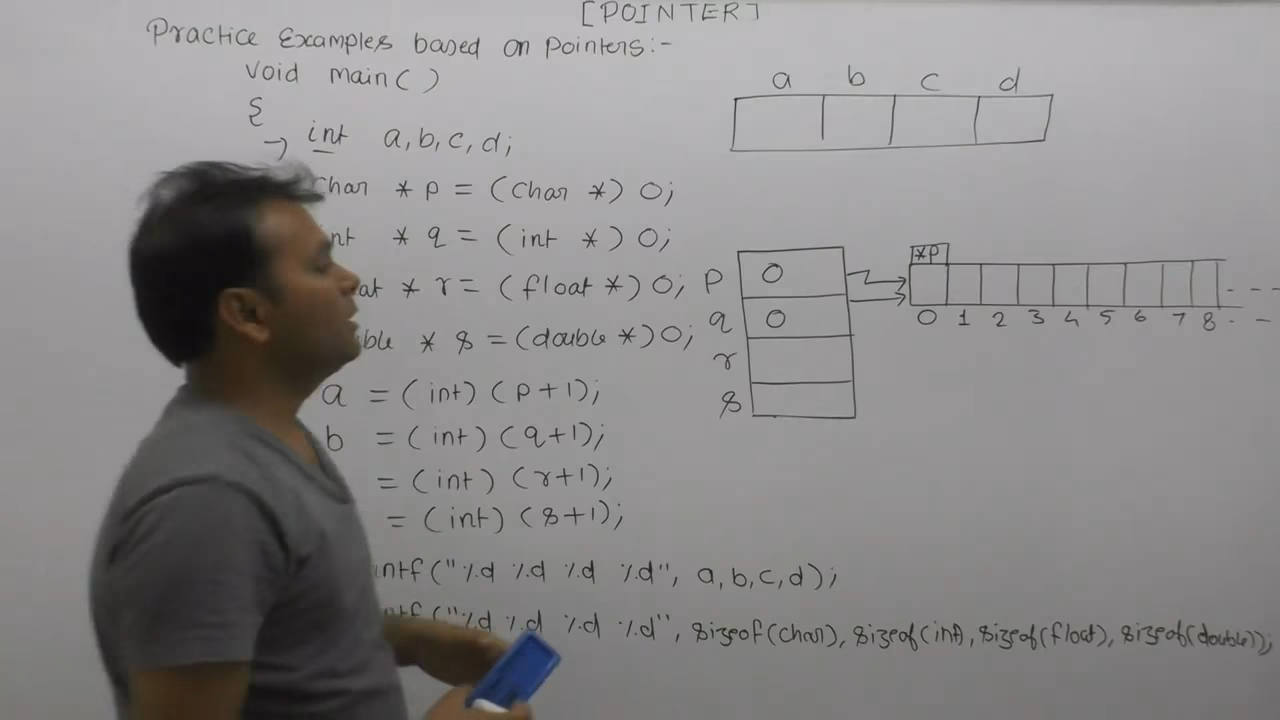 [POINTER]
Practice Examples based on Pointers:-
void main()
{
→ int a, b, c, d;
char * p = (char *) 0;
int * q = (int *) 0;
* r = (float *) 0;
* s = (double *) 0;
a = (int) (p+1);
b = (int) (q+1);
= (int) (r+1);
= (int) (s+1);
("%d %d %d %d", a, b, c, d);
("%d %d %d %d", sizeof(char), sizeof(int), sizeof(float), sizeof(double));
a b c d
p 0
q 0
r
s
*p
0 1 2 3 4 5 6 7 8 - - -